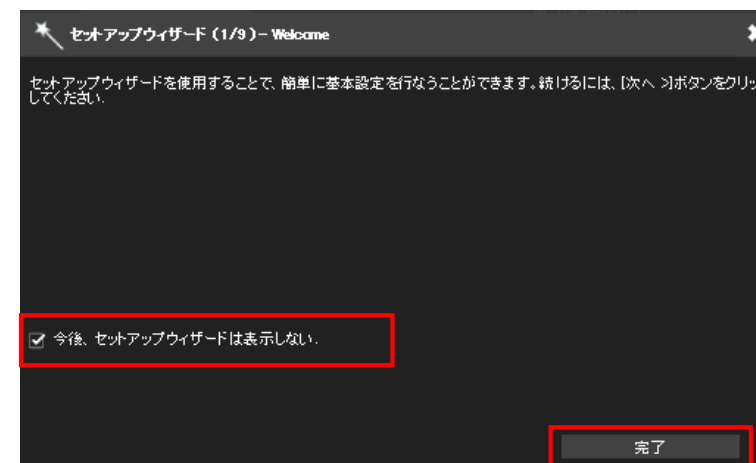 セットアップウィザード (1/9) - Welcome
セットアップウィザードを使用することで、簡単に基本設定を行なうことができます。続けるには、[次へ >]ボタンをクリッ
してください.
今後、セットアップウィザードは表示しない.
完了